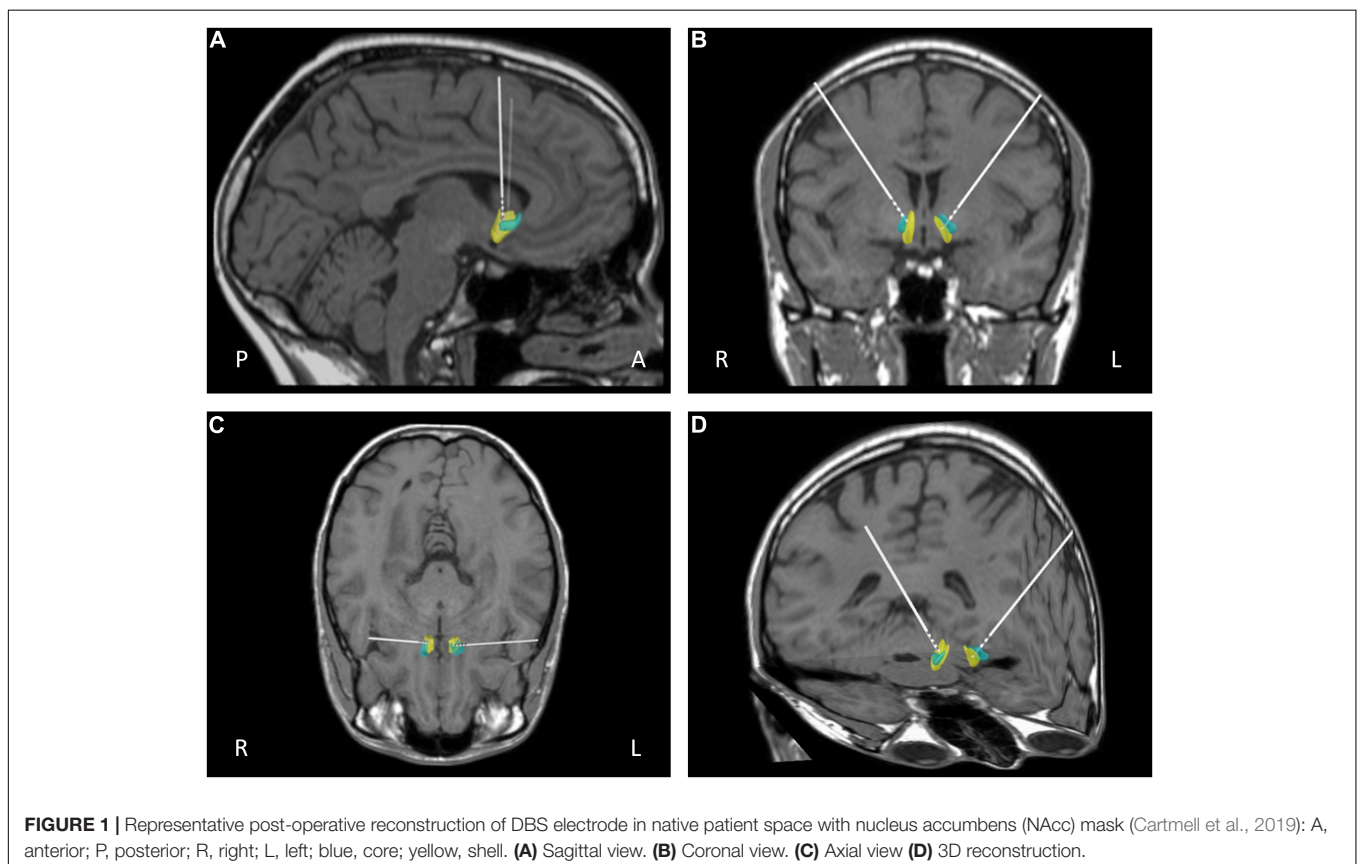 A
B
P
A
R
L
C
D
R
L
FIGURE 1 | Representative post-operative reconstruction of DBS electrode in native patient space with nucleus accumbens (NAcc) mask (Cartmell et al., 2019): A,
anterior; P, posterior; R, right; L, left; blue, core; yellow, shell. (A) Sagittal view. (B) Coronal view. (C) Axial view (D) 3D reconstruction.